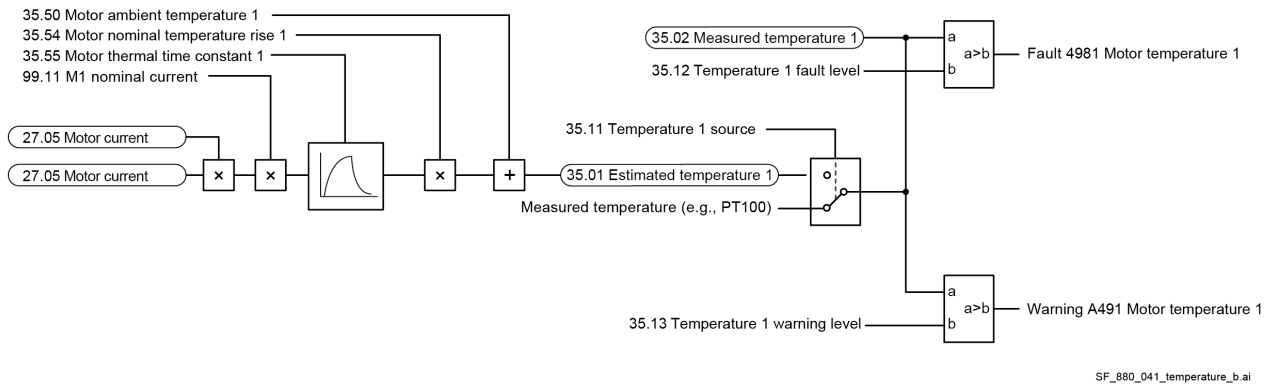 35.50 Motor ambient temperature 1
35.54 Motor nominal temperature rise 1
35.55 Motor thermal time constant 1
99.11 M1 nominal current
27.05 Motor current
27.05 Motor current
×
×
×
+
35.01 Estimated temperature 1
35.11 Temperature 1 source
Measured temperature (e.g., PT100)
35.02 Measured temperature 1
35.12 Temperature 1 fault level
a
a>b
b
Fault 4981 Motor temperature 1
35.13 Temperature 1 warning level
a
a>b
b
Warning A491 Motor temperature 1
SF_880_041_temperature_b.ai